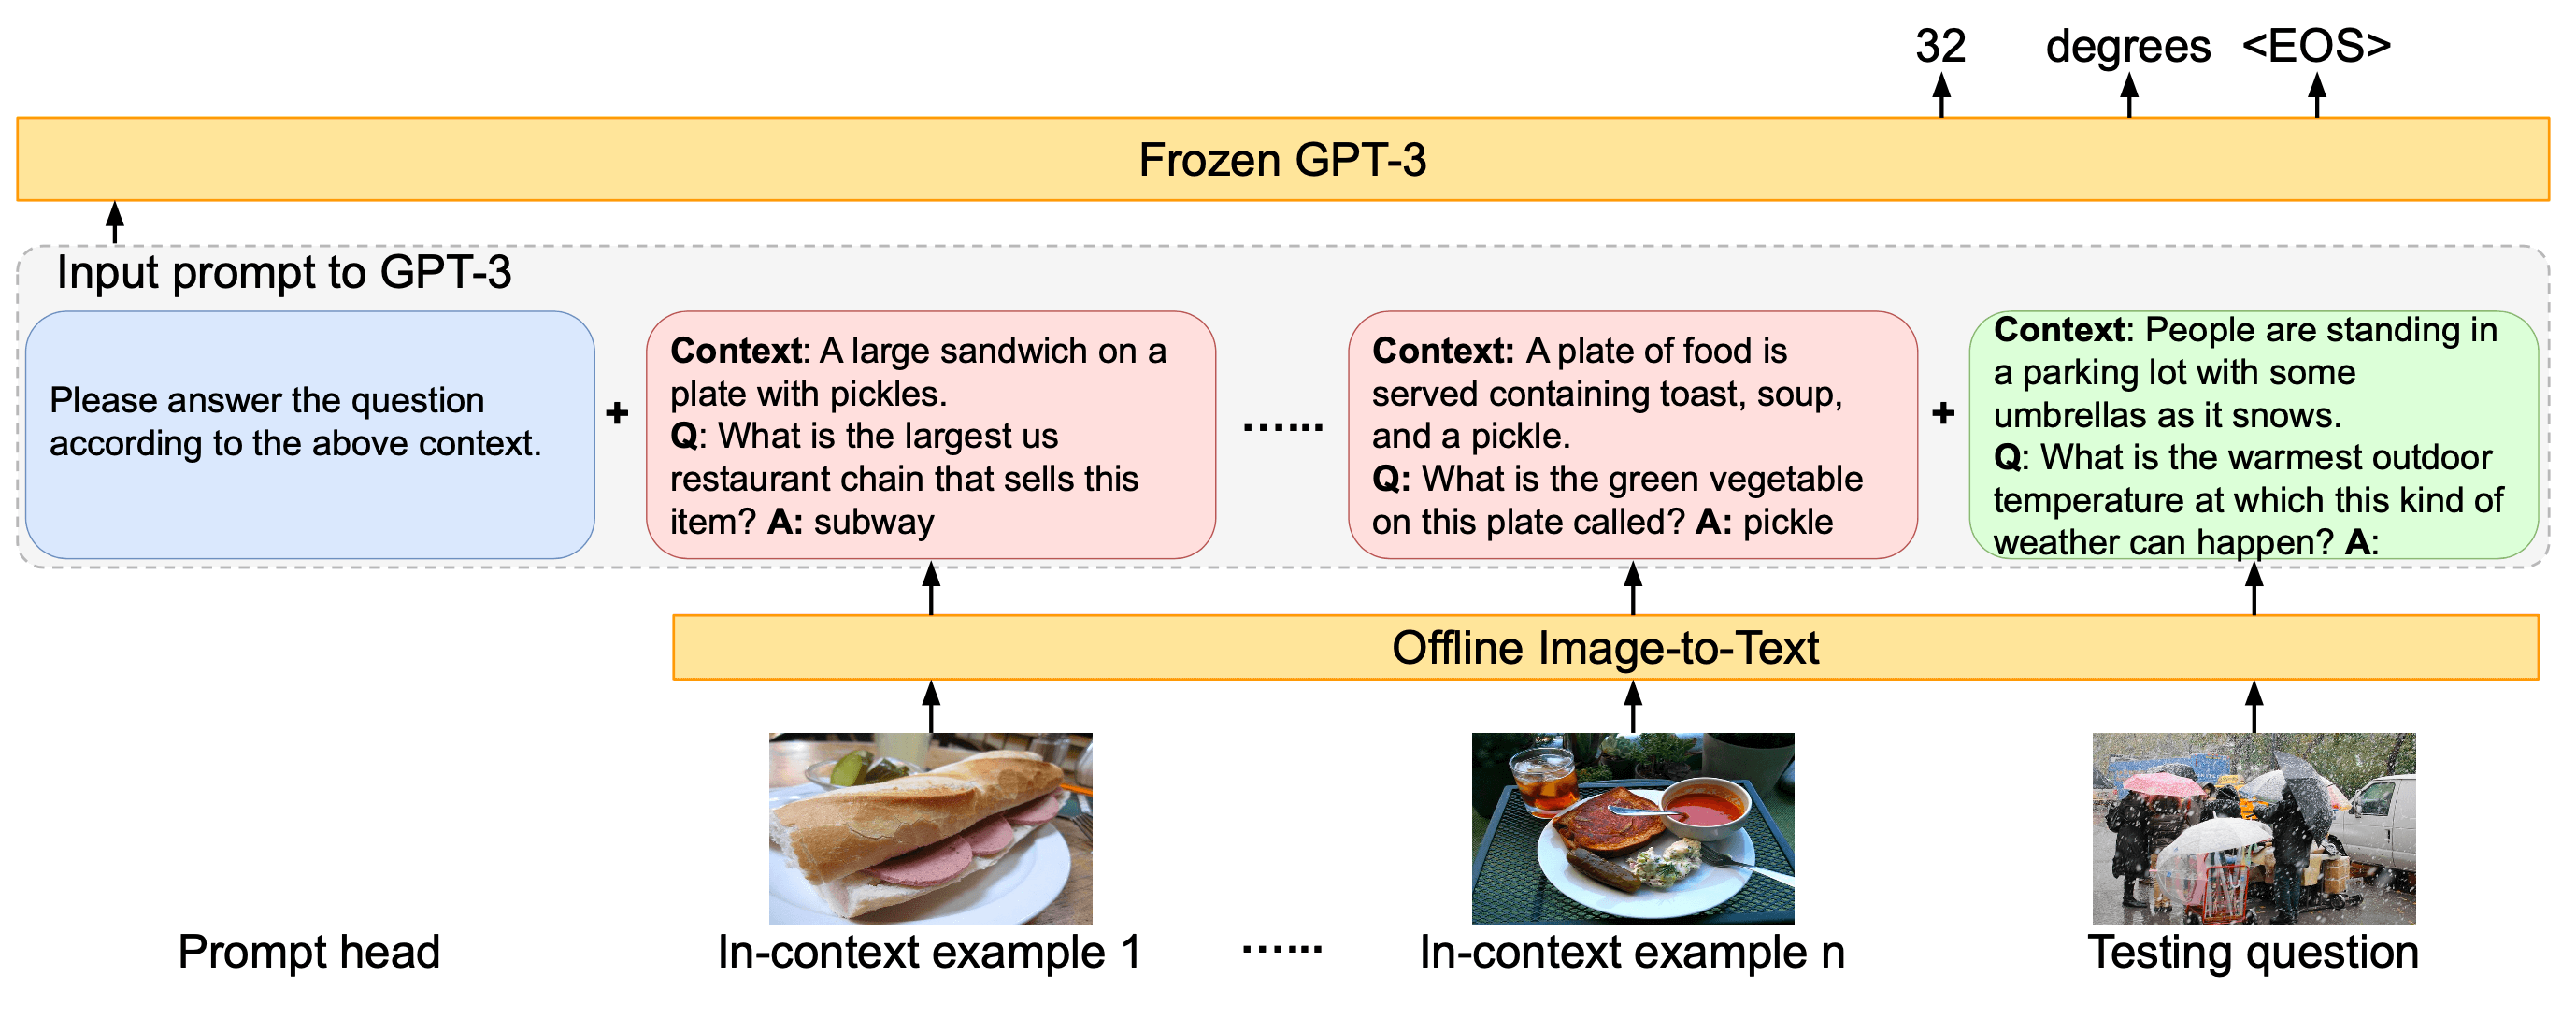 32 degrees <EOS>
Frozen GPT-3
Input prompt to GPT-3
Please answer the question
according to the above context.
+
Context: A large sandwich on a
plate with pickles.
Q: What is the largest us
restaurant chain that sells this
item? A: subway
......
Context: A plate of food is
served containing toast, soup,
and a pickle.
Q: What is the green vegetable
on this plate called? A: pickle
+
Context: People are standing in
a parking lot with some
umbrellas as it snows.
Q: What is the warmest outdoor
temperature at which this kind of
weather can happen? A:
Offline Image-to-Text
Prompt head
In-context example 1
......
In-context example n
Testing question